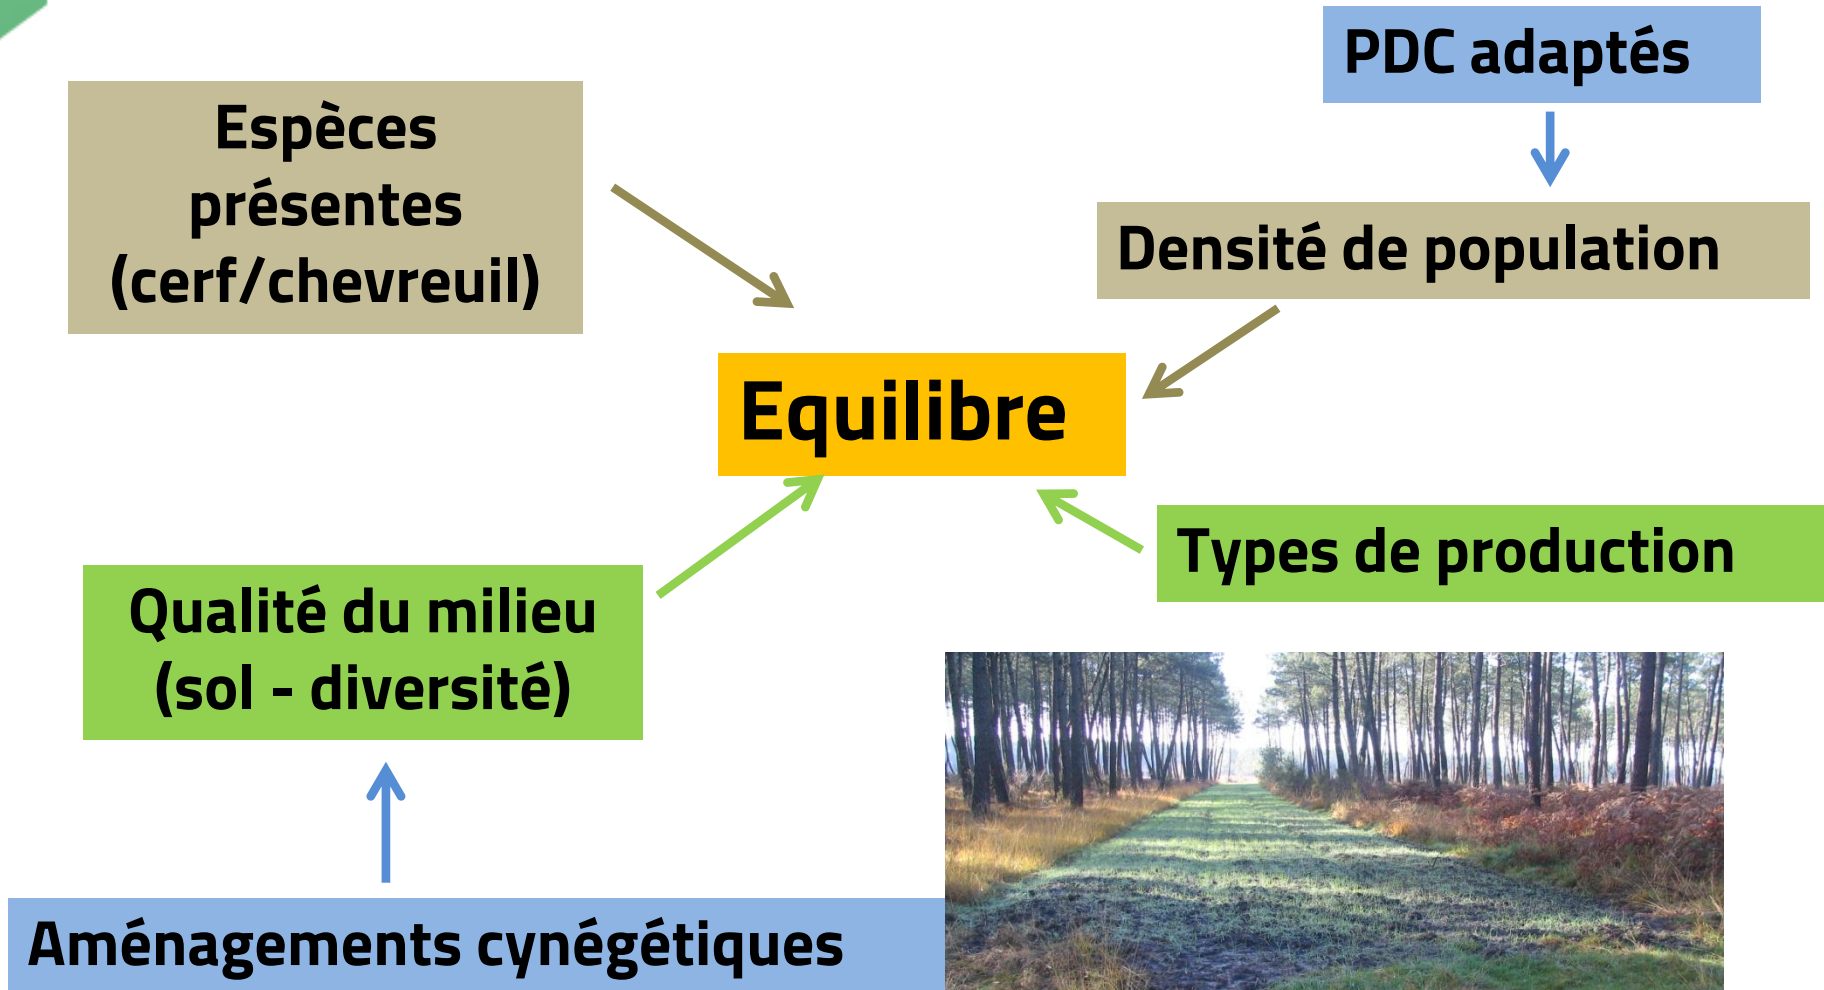 PDC adaptés
Espèces
présentes
(cerf/chevreuil)
Densité de population
Equilibre
Types de production
Qualité du milieu
(sol - diversité)
Aménagements cynégétiques